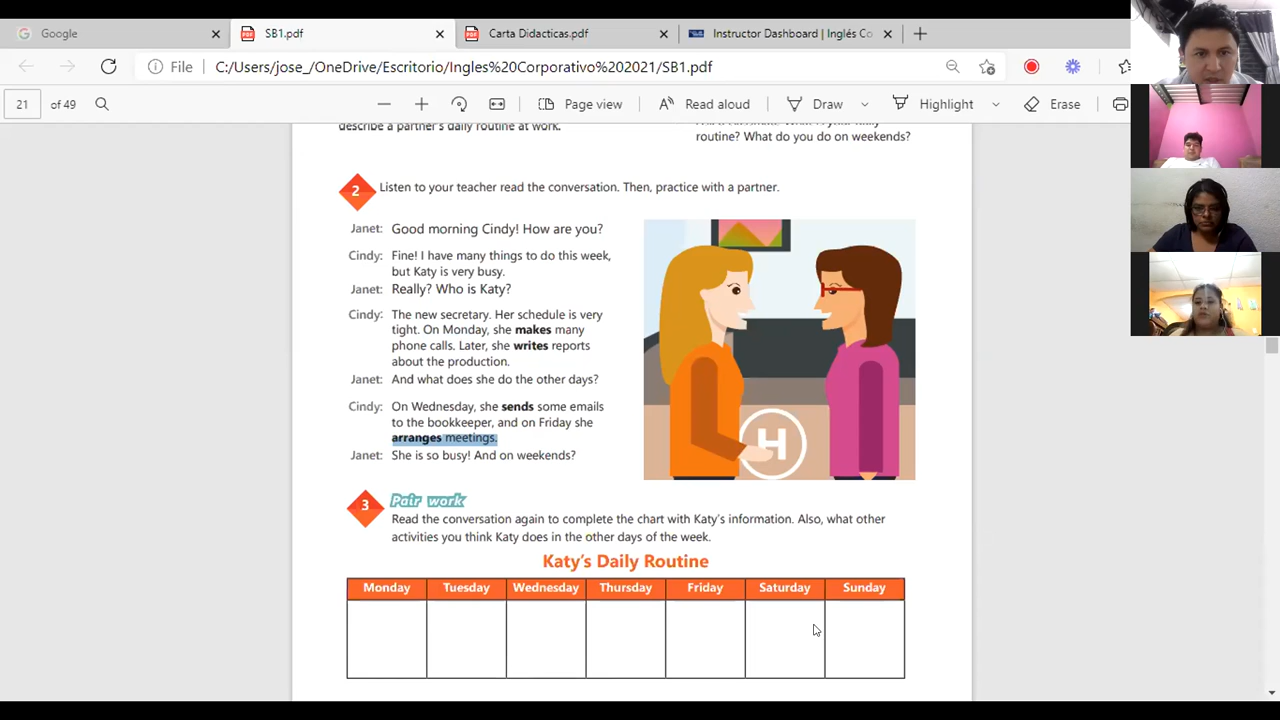 Google
SB1.pdf
Carta Didacticas.pdf
Instructor Dashboard | Inglés Co
File
C:/Users/jose_/OneDrive/Escritorio/Ingles%20Corporativo%202021/SB1.pdf
21
of 49
Page view
Read aloud
Draw
Highlight
Erase
describe a partner's daily routine at work.
routine? What do you do on weekends?
2
Listen to your teacher read the conversation. Then, practice with a partner.
Janet: Good morning Cindy! How are you?
Cindy: Fine! I have many things to do this week,
but Katy is very busy.
Janet: Really? Who is Katy?
Cindy: The new secretary. Her schedule is very
tight. On Monday, she makes many
phone calls. Later, she writes reports
about the production.
Janet: And what does she do the other days?
Cindy: On Wednesday, she sends some emails
to the bookkeeper, and on Friday she
arranges meetings.
Janet: She is so busy! And on weekends?
H
3
Pair work
Read the conversation again to complete the chart with Katy's information. Also, what other
activities you think Katy does in the other days of the week.
Katy's Daily Routine
Monday Tuesday Wednesday Thursday Friday Saturday Sunday